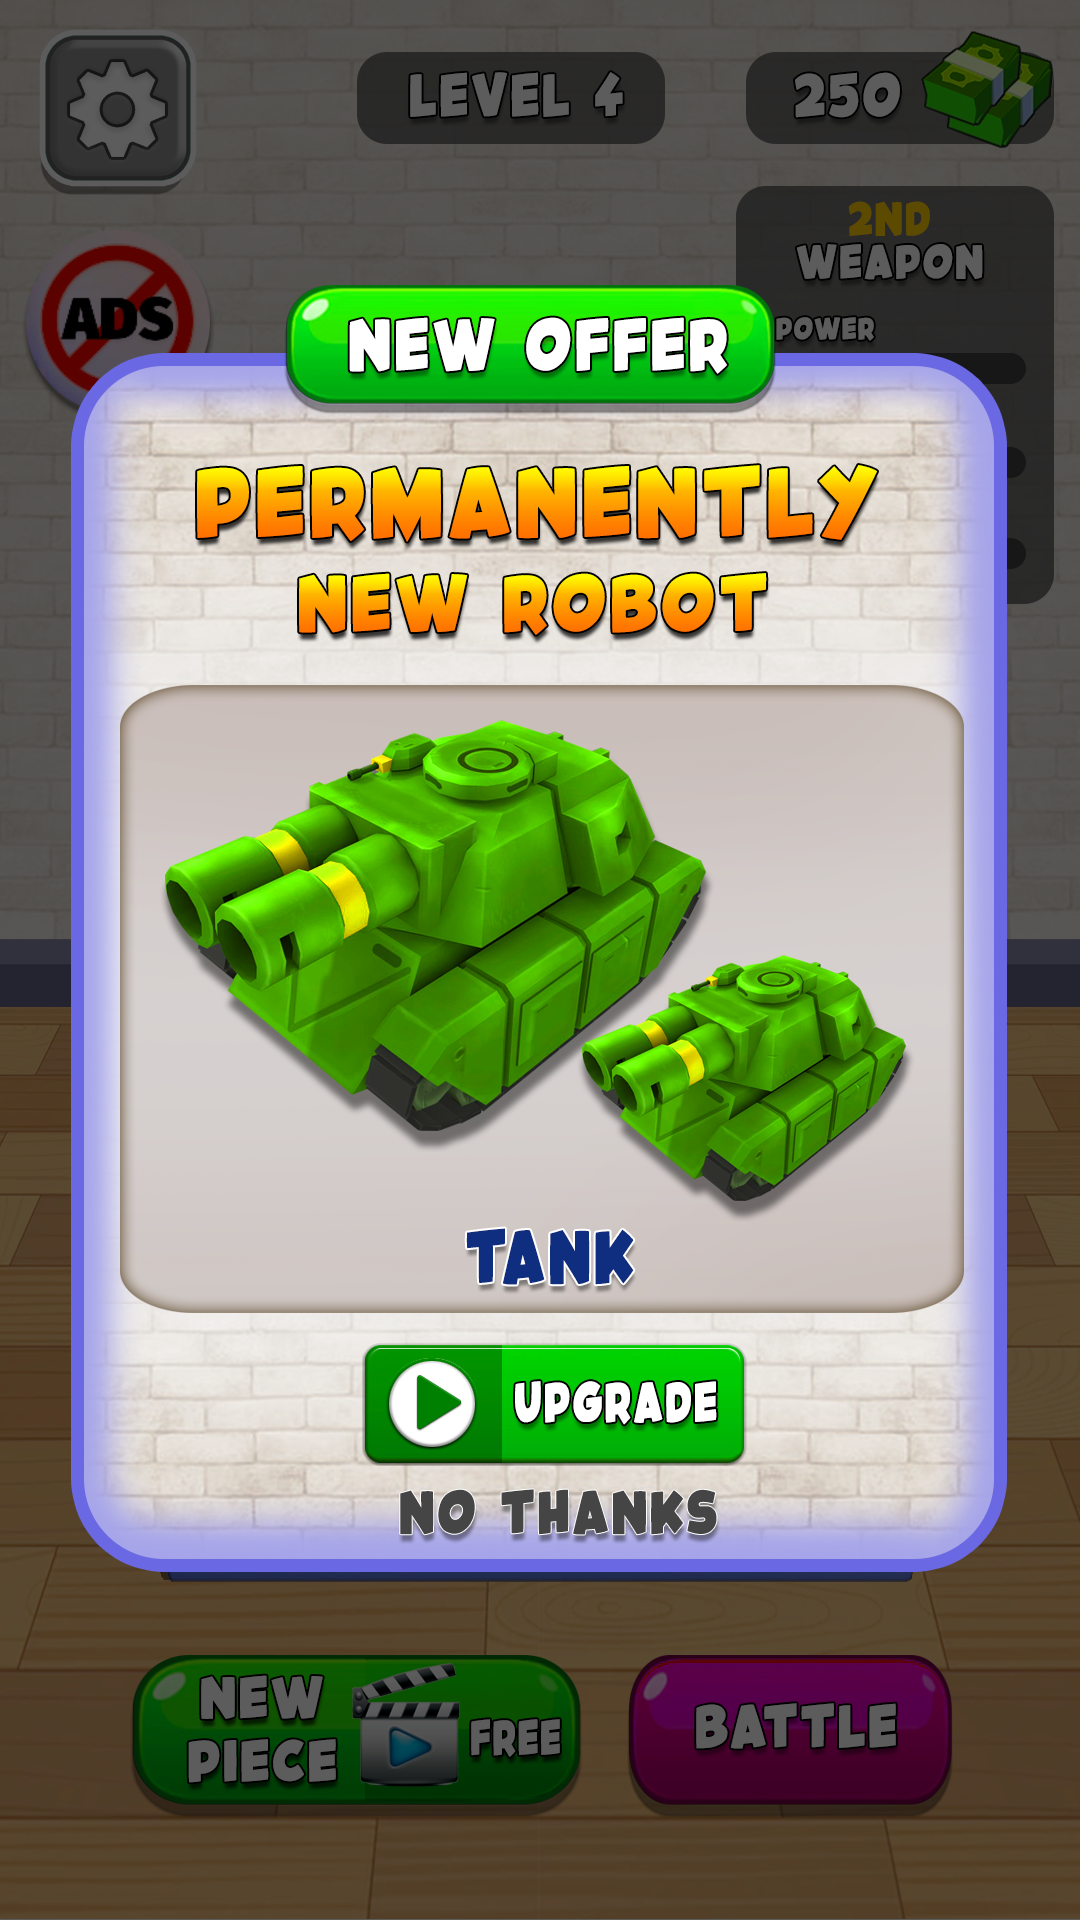 LEVEL 4
250
2ND
WEAPON
ADS
POWER
NEW OFFER
PERMANENTLY
NEW ROBOT
TANK
UPGRADE
NO THANKS
NEW
PIECE
FREE
BATTLE